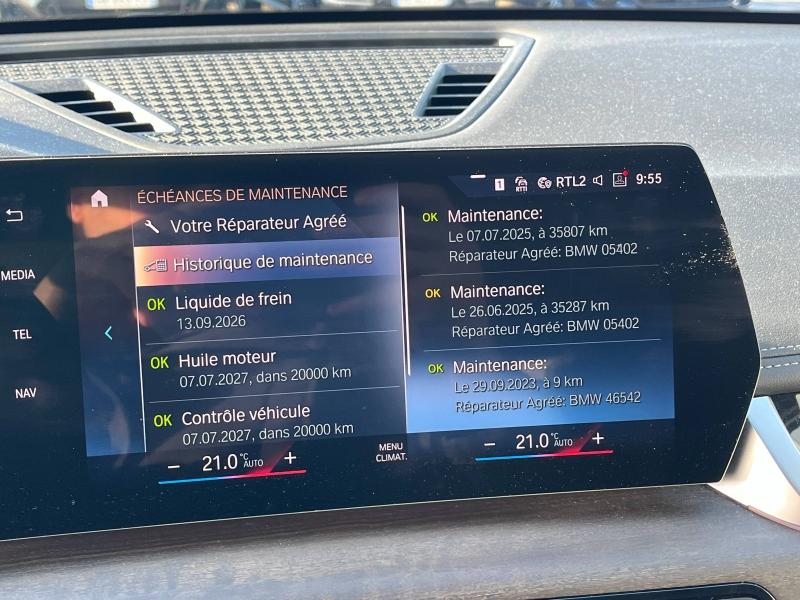 1 RTTI RTL2 9:55
MEDIA
TEL
NAV
ÉCHÉANCES DE MAINTENANCE
Votre Réparateur Agréé
Historique de maintenance
OK Liquide de frein
13.09.2026
OK Huile moteur
07.07.2027, dans 20000 km
OK Contrôle véhicule
07.07.2027, dans 20000 km
OK Maintenance:
Le 07.07.2025, à 35807 km
Réparateur Agréé: BMW 05402
OK Maintenance:
Le 26.06.2025, à 35287 km
Réparateur Agréé: BMW 05402
OK Maintenance:
Le 29.09.2023, à 9 km
Réparateur Agréé: BMW 46542
− 21.0 °C AUTO +
MENU
CLIMAT.
− 21.0 °C AUTO +